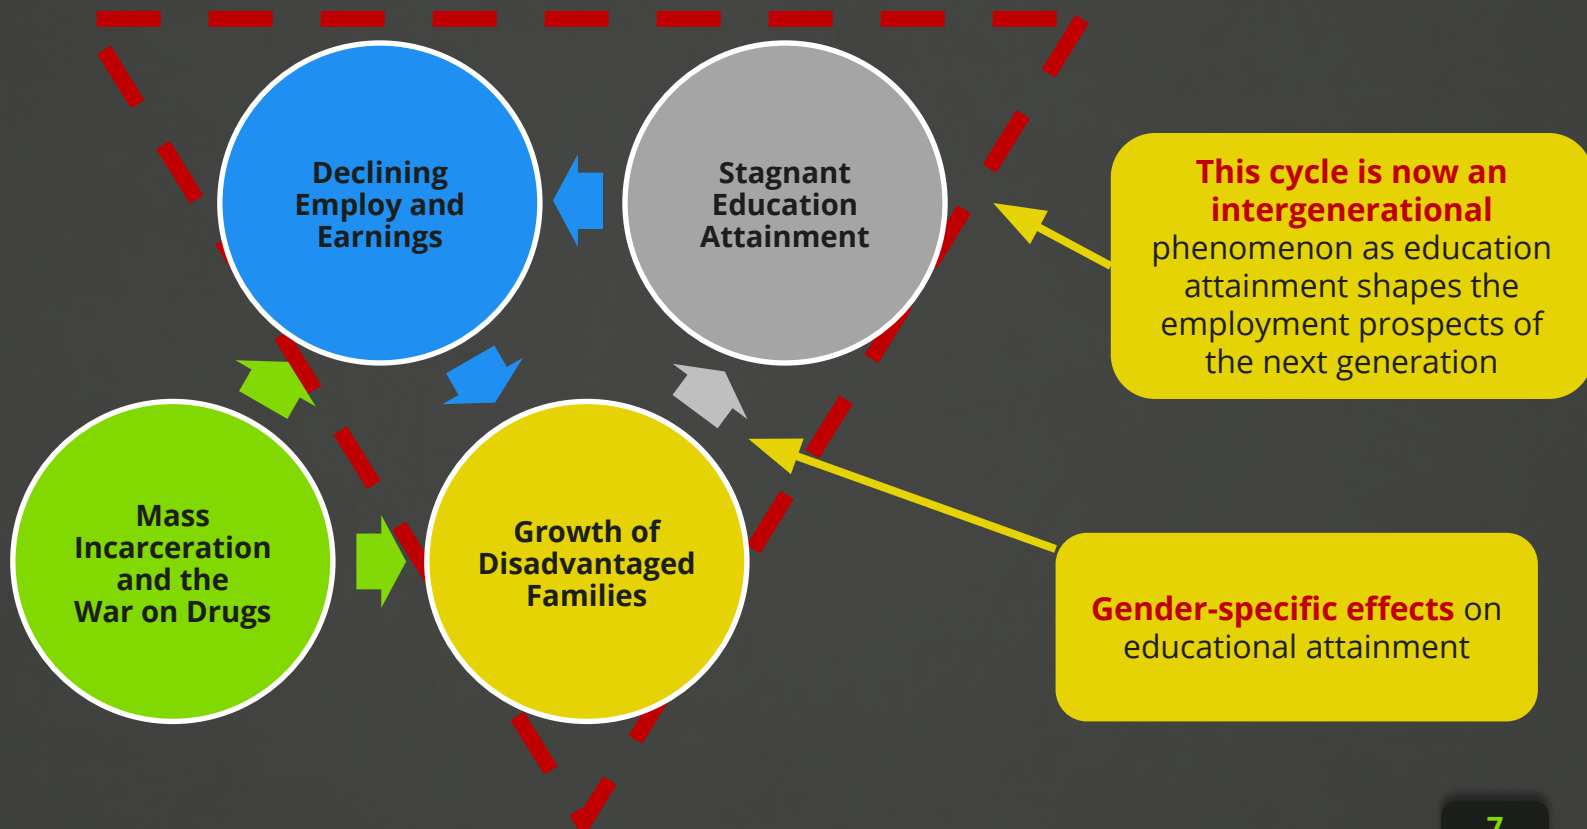 Declining
Employ and
Earnings
Stagnant
Education
Attainment
This cycle is now an
intergenerational
phenomenon as education
attainment shapes the
employment prospects of
the next generation
Mass
Incarceration
and the
War on Drugs
Growth of
Disadvantaged
Families
Gender-specific effects on
educational attainment
7